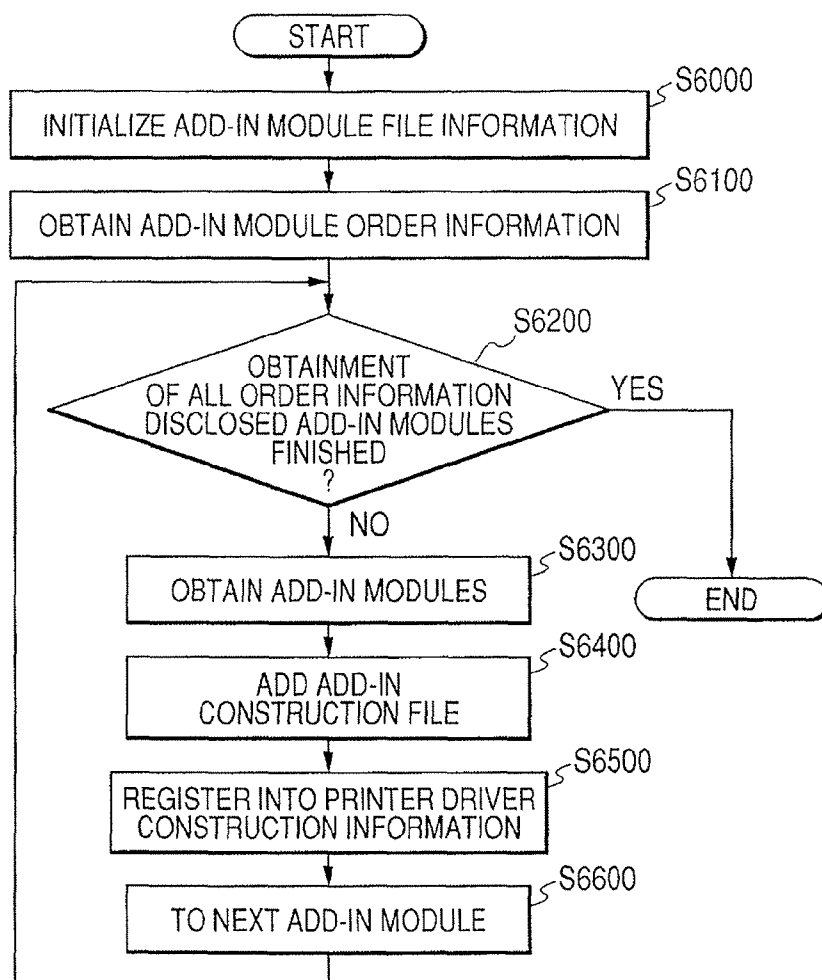 START
S6000
INITIALIZE ADD-IN MODULE FILE INFORMATION
S6100
OBTAIN ADD-IN MODULE ORDER INFORMATION
S6200
OBTAINMENT
OF ALL ORDER INFORMATION
DISCLOSED ADD-IN MODULES
FINISHED
?
YES
NO
S6300
OBTAIN ADD-IN MODULES
END
S6400
ADD ADD-IN
CONSTRUCTION FILE
S6500
REGISTER INTO PRINTER DRIVER
CONSTRUCTION INFORMATION
S6600
TO NEXT ADD-IN MODULE